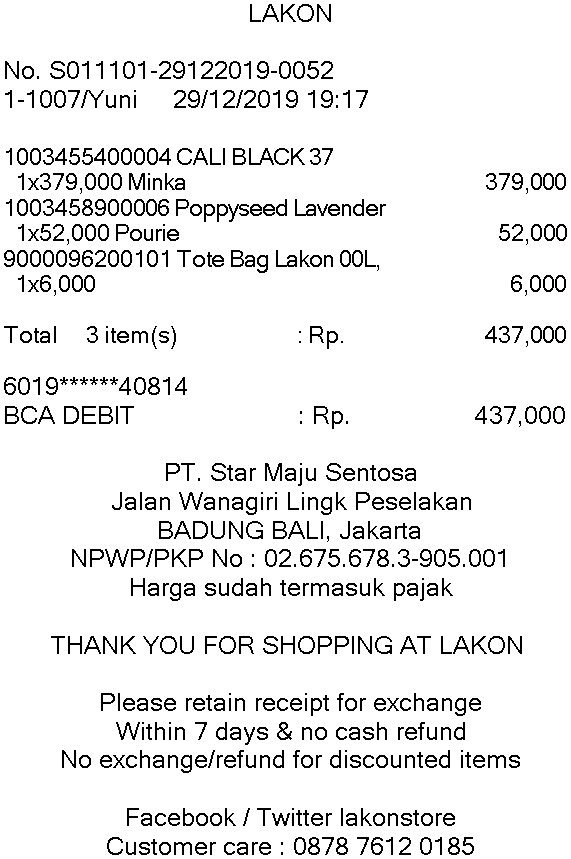 LAKON
No. S011101-29122019-0052
1-1007/Yuni 29/12/2019 19:17
1003455400004 CALI BLACK 37
1x379,000 Minka 379,000
1003458900006 Poppyseed Lavender
1x52,000 Pourie 52,000
9000096200101 Tote Bag Lakon 00L,
1x6,000 6,000
Total 3 item(s) : Rp. 437,000
6019******40814
BCA DEBIT : Rp. 437,000
PT. Star Maju Sentosa
Jalan Wanagiri Lingk Peselakan
BADUNG BALI, Jakarta
NPWP/PKP No : 02.675.678.3-905.001
Harga sudah termasuk pajak
THANK YOU FOR SHOPPING AT LAKON
Please retain receipt for exchange
Within 7 days & no cash refund
No exchange/refund for discounted items
Facebook / Twitter lakonstore
Customer care : 0878 7612 0185